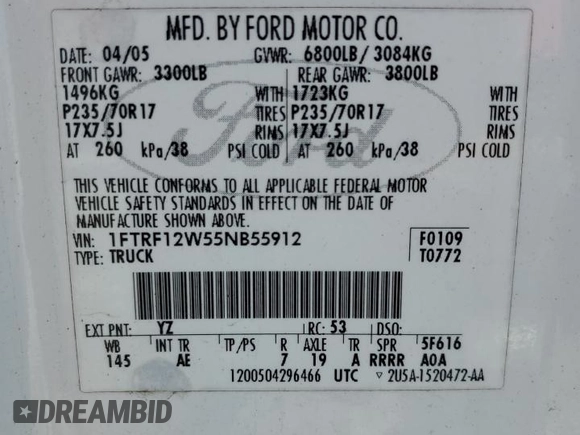 MFD. BY FORD MOTOR CO.
DATE: 04/05 GVWR: 6800LB / 3084KG
FRONT GAWR: 3300LB REAR GAWR: 3800LB
1496KG WITH 1723KG WITH
P235/70R17 TIRES P235/70R17 TIRES
17X7.5J RIMS 17X7.5J RIMS
AT 260 kPa/38 PSI COLD AT 260 kPa/38 PSI COLD
THIS VEHICLE CONFORMS TO ALL APPLICABLE FEDERAL MOTOR
VEHICLE SAFETY STANDARDS IN EFFECT ON THE DATE OF
MANUFACTURE SHOWN ABOVE.
VIN: 1FTRF12W55NB55912 F0109
TYPE: TRUCK T0772
EXT PNT: YZ RC: 53 DSO:
WB INT TR TP/PS R AXLE TR SPR 5F616
145 AE 7 19 A RRRR A0A
1200504296466 UTC ▽ 2U5A-1520472-AA
Ford
DREAMBID